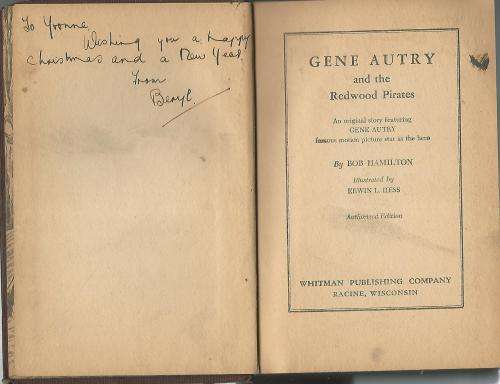 To Yvonne
Wishing you a happy
christmas and a New Year
From
Beryl
GENE AUTRY
and the
Redwood Pirates
An original story featuring
GENE AUTRY
famous motion picture star as the hero
By BOB HAMILTON
Illustrated by
ERWIN L. HESS
Authorized Edition
WHITMAN PUBLISHING COMPANY
RACINE, WISCONSIN